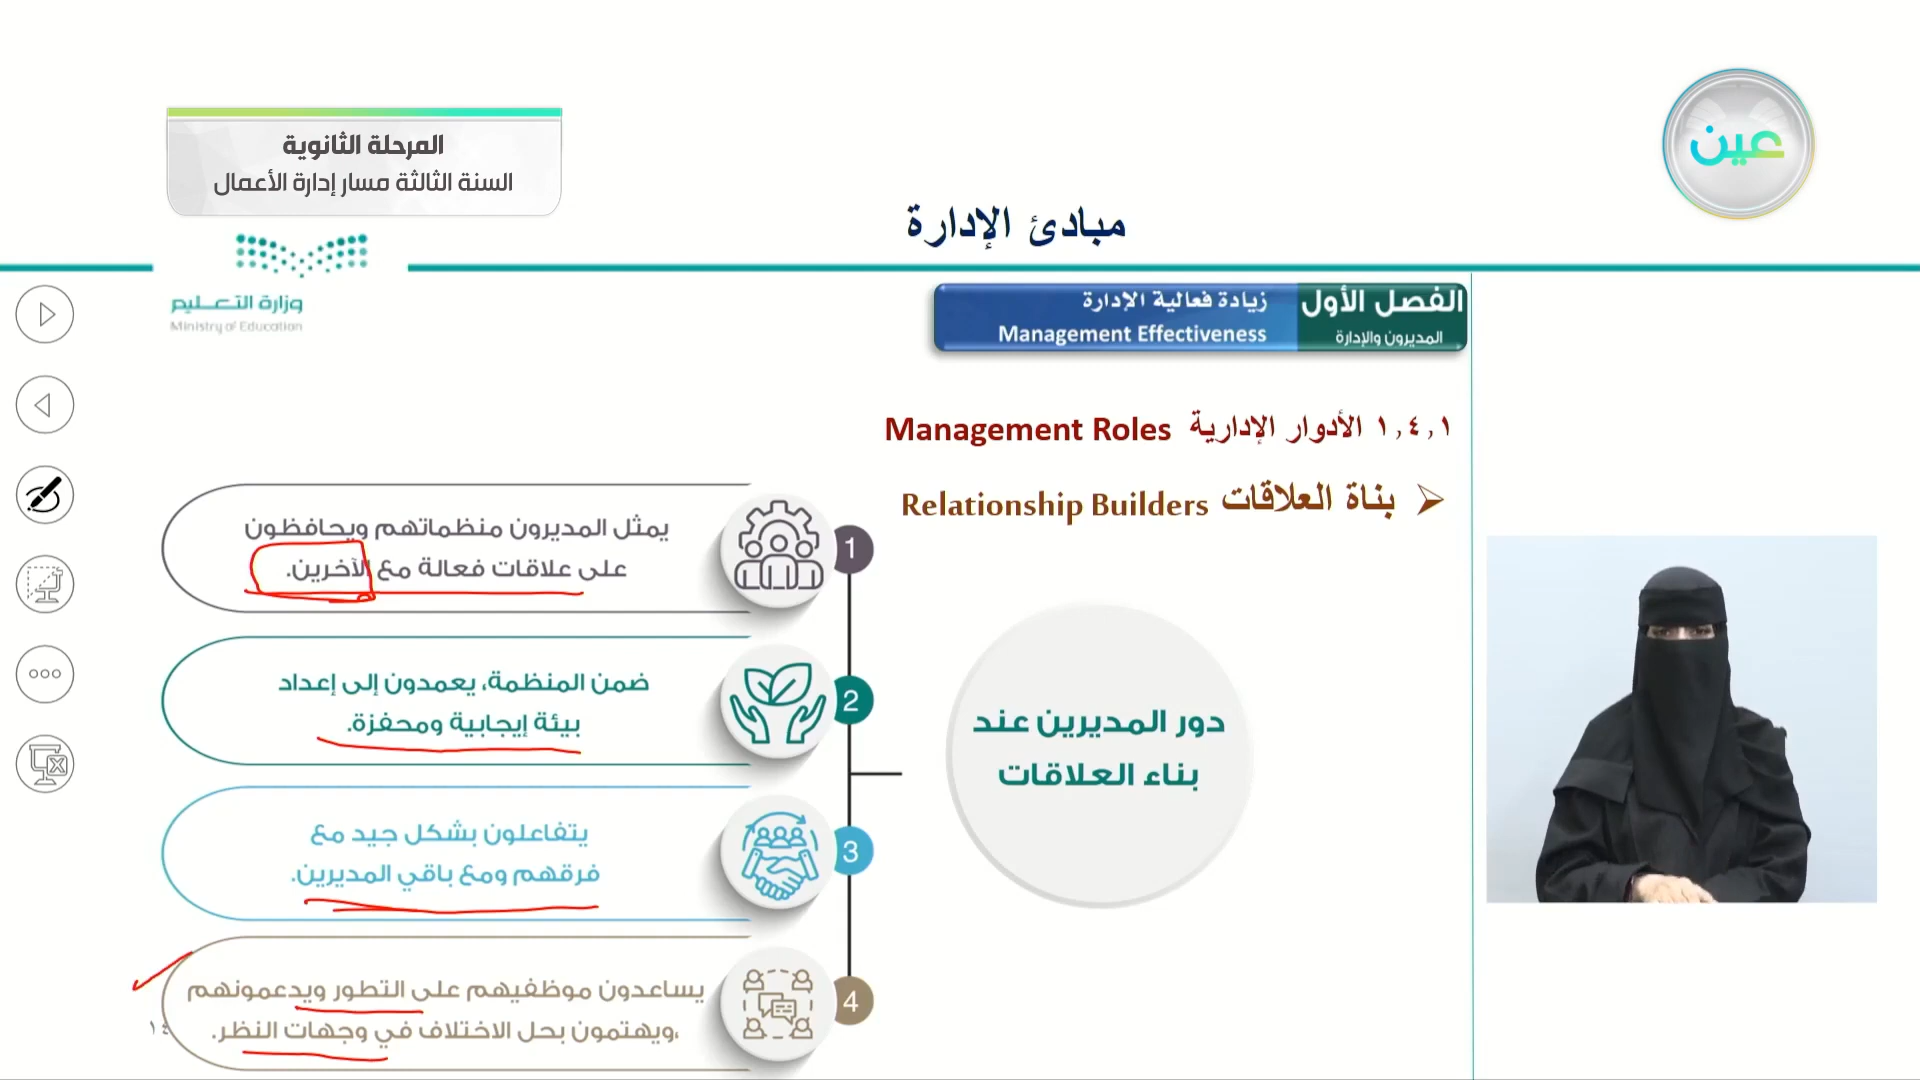 عين
المرحلة الثانوية
السنة الثالثة مسار إدارة الأعمال
مبادئ الإدارة
وزارة التعليم
Ministry of Education
الفصل الأول
المديرون والإدارة
زيادة فعالية الإدارة
Management Effectiveness
١,٤,١ الأدوار الإدارية Management Roles
بناة العلاقات Relationship Builders
دور المديرين عند
بناء العلاقات
1
يمثل المديرون منظماتهم ويحافظون
على علاقات فعالة مع الآخرين.
2
ضمن المنظمة، يعمدون إلى إعداد
بيئة إيجابية ومحفزة.
3
يتفاعلون بشكل جيد مع
فرقهم ومع باقي المديرين.
4
يساعدون موظفيهم على التطور ويدعمونهم
،ويهتمون بحل الاختلاف في وجهات النظر.
١٤